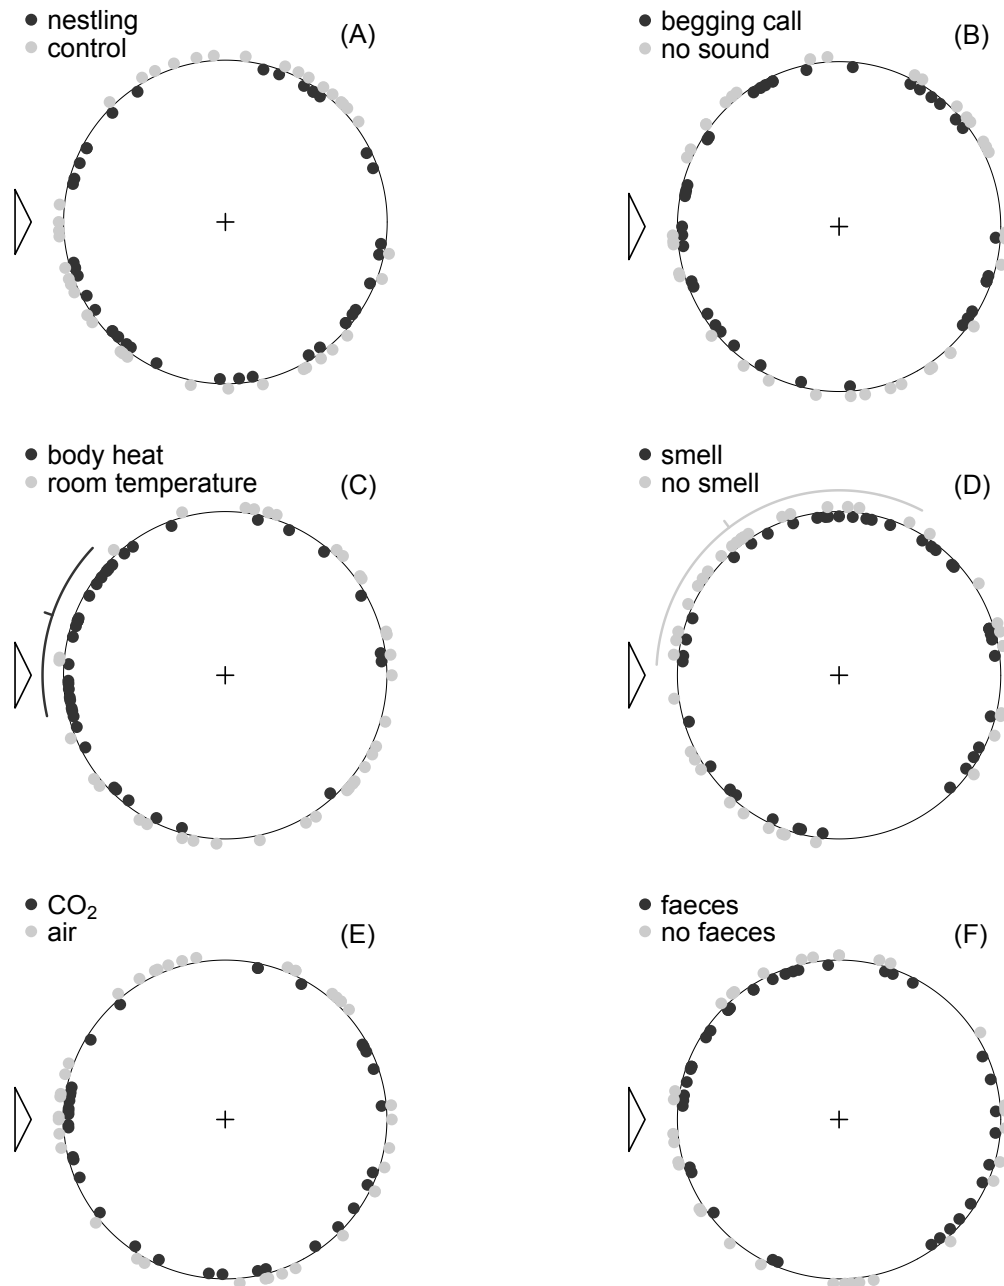 nestling
control
(A)
begging call
no sound
(B)
body heat
room temperature
(C)
smell
no smell
(D)
CO₂
air
(E)
faeces
no faeces
(F)